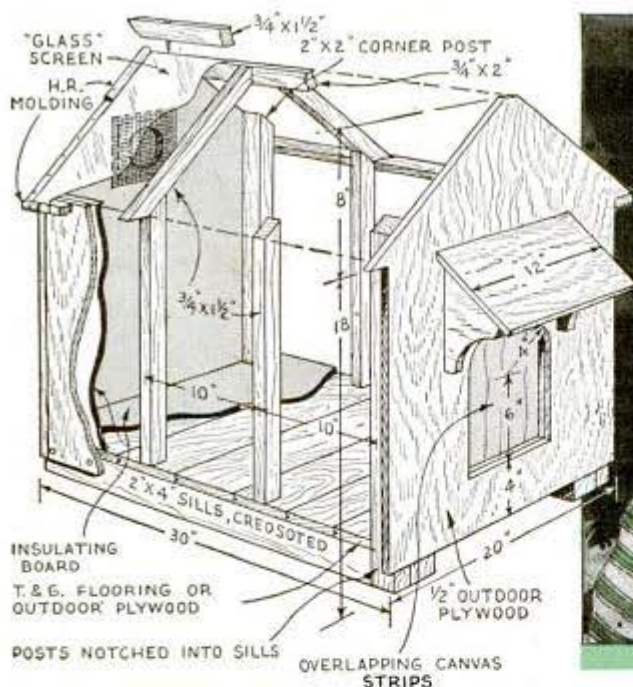 3/4" X 1 1/2"
"GLASS"
SCREEN
2" X 2" CORNER POST
3/4" X 2"
H.R.
MOLDING
8"
12"
3/4" X 1 1/2"
18
10"
10"
6"
4"
2" X 4" SILLS, CREOSOTED
30"
20"
INSULATING
BOARD
T. & G. FLOORING OR
OUTDOOR PLYWOOD
1/2" OUTDOOR
PLYWOOD
POSTS NOTCHED INTO SILLS
OVERLAPPING CANVAS
STRIPS